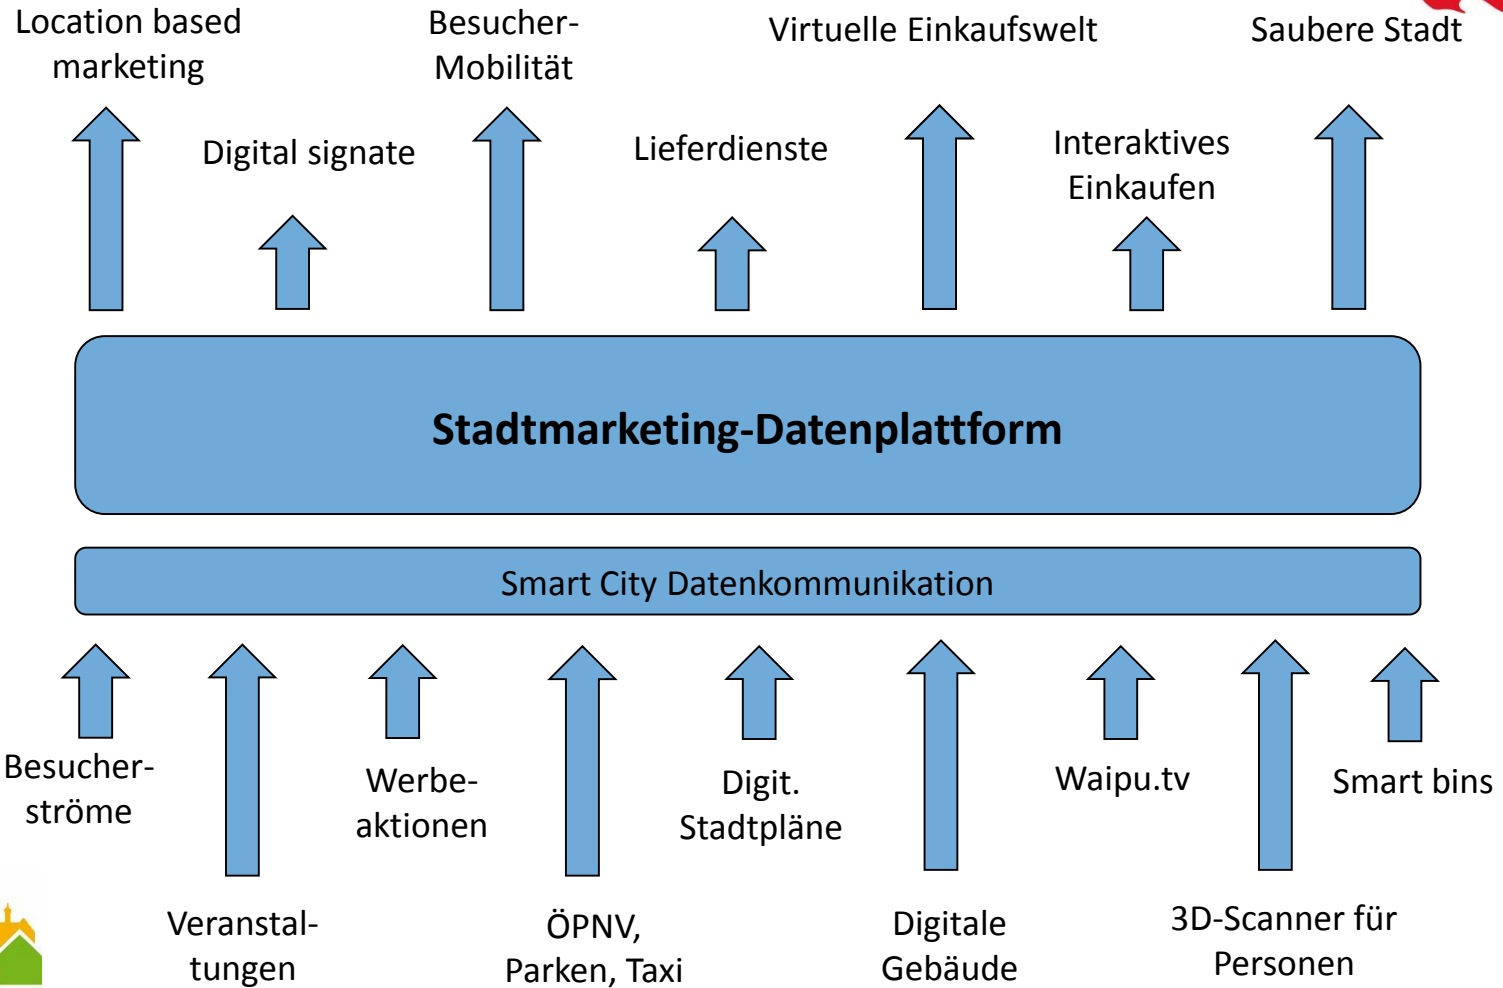 Location based
marketing
Besucher-
Mobilität
Virtuelle Einkaufswelt
Saubere Stadt
Digital signate
Lieferdienste
Interaktives
Einkaufen
Stadtmarketing-Datenplattform
Smart City Datenkommunikation
Besucher-
ströme
Werbe-
aktionen
Digit.
Stadtpläne
Waipu.tv
Smart bins
Veranstal-
tungen
ÖPNV,
Parken, Taxi
Digitale
Gebäude
3D-Scanner für
Personen